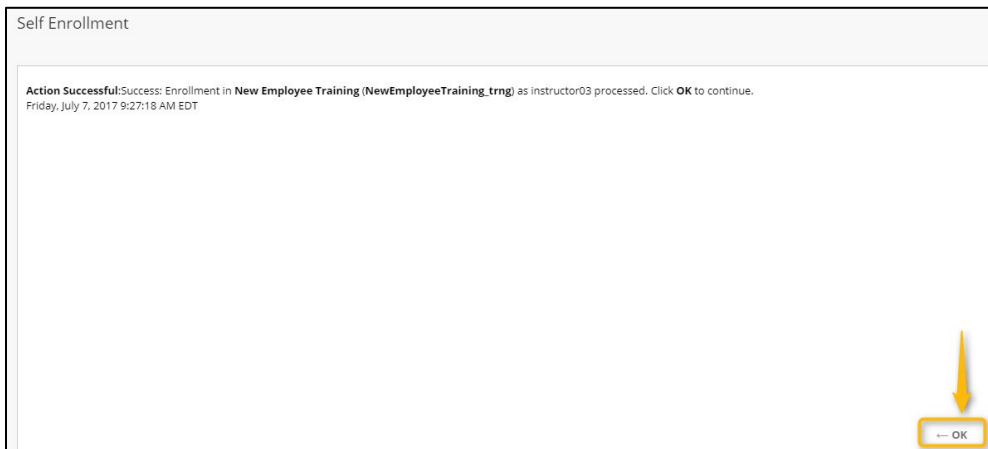 Self Enrollment
Action Successful:Success: Enrollment in New Employee Training (NewEmployeeTraining_trng) as instructor03 processed. Click OK to continue.
Friday, July 7, 2017 9:27:18 AM EDT
← OK